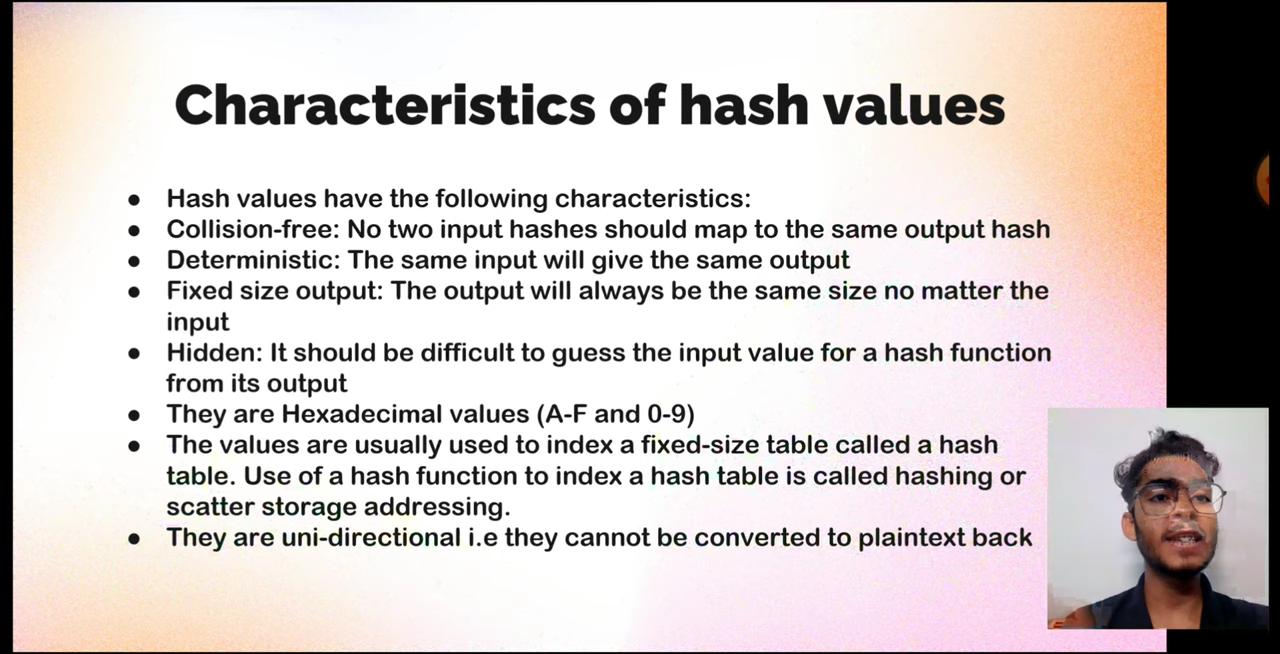 Characteristics of hash values
● Hash values have the following characteristics:
● Collision-free: No two input hashes should map to the same output hash
● Deterministic: The same input will give the same output
● Fixed size output: The output will always be the same size no matter the
input
● Hidden: It should be difficult to guess the input value for a hash function
from its output
● They are Hexadecimal values (A-F and 0-9)
● The values are usually used to index a fixed-size table called a hash
table. Use of a hash function to index a hash table is called hashing or
scatter storage addressing.
● They are uni-directional i.e they cannot be converted to plaintext back